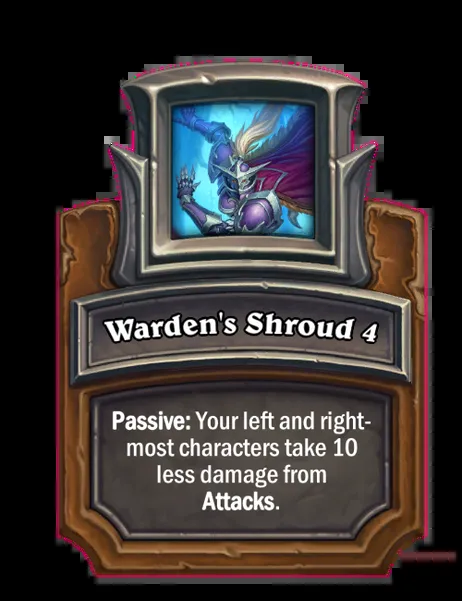 Warden's Shroud 4
Passive: Your left and right-
most characters take 10
less damage from
Attacks.